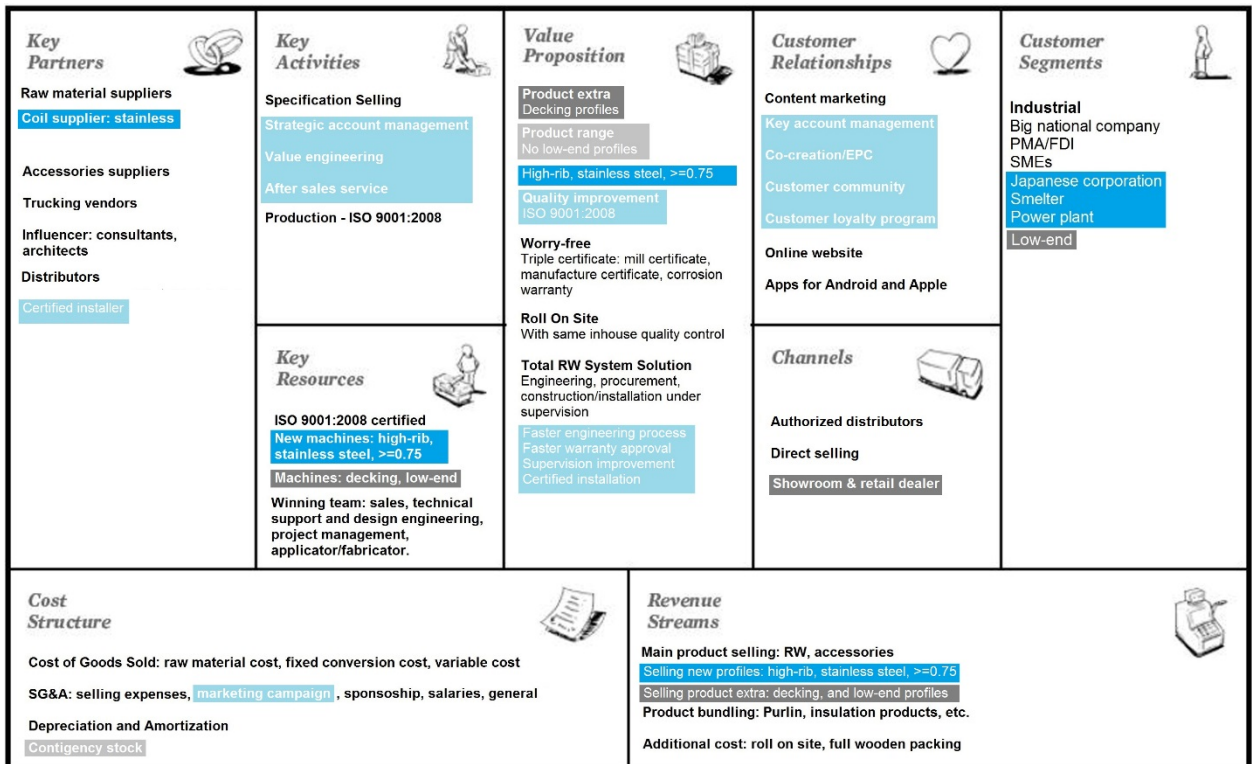 Key
Partners
Raw material suppliers
Coil supplier: stainless
Accessories suppliers
Trucking vendors
Influencer: consultants,
architects
Distributors
Certified installer
Key
Activities
Specification Selling
Strategic account management
Value engineering
After sales service
Production - ISO 9001:2008
Key
Resources
ISO 9001:2008 certified
New machines: high-rib,
stainless steel, >=0.75
Machines: decking, low-end
Winning team: sales, technical
support and design engineering,
project management,
applicator/fabricator.
Value
Proposition
Product extra
Decking profiles
Product range
No low-end profiles
High-rib, stainless steel, >=0.75
Quality improvement
ISO 9001:2008
Worry-free
Triple certificate: mill certificate,
manufacture certificate, corrosion
warranty
Roll On Site
With same inhouse quality control
Total RW System Solution
Engineering, procurement,
construction/installation under
supervision
Faster engineering process
Faster warranty approval
Supervision improvement
Certified installation
Customer
Relationships
Content marketing
Key account management
Co-creation/EPC
Customer community
Customer loyalty program
Online website
Apps for Android and Apple
Channels
Authorized distributors
Direct selling
Showroom & retail dealer
Customer
Segments
Industrial
Big national company
PMA/FDI
SMEs
Japanese corporation
Smelter
Power plant
Low-end
Cost
Structure
Cost of Goods Sold: raw material cost, fixed conversion cost, variable cost
SG&A: selling expenses, marketing campaign , sponsoship, salaries, general
Depreciation and Amortization
Contigency stock
Revenue
Streams
Main product selling: RW, accessories
Selling new profiles: high-rib, stainless steel, >=0.75
Selling product extra: decking, and low-end profiles
Product bundling: Purlin, insulation products, etc.
Additional cost: roll on site, full wooden packing